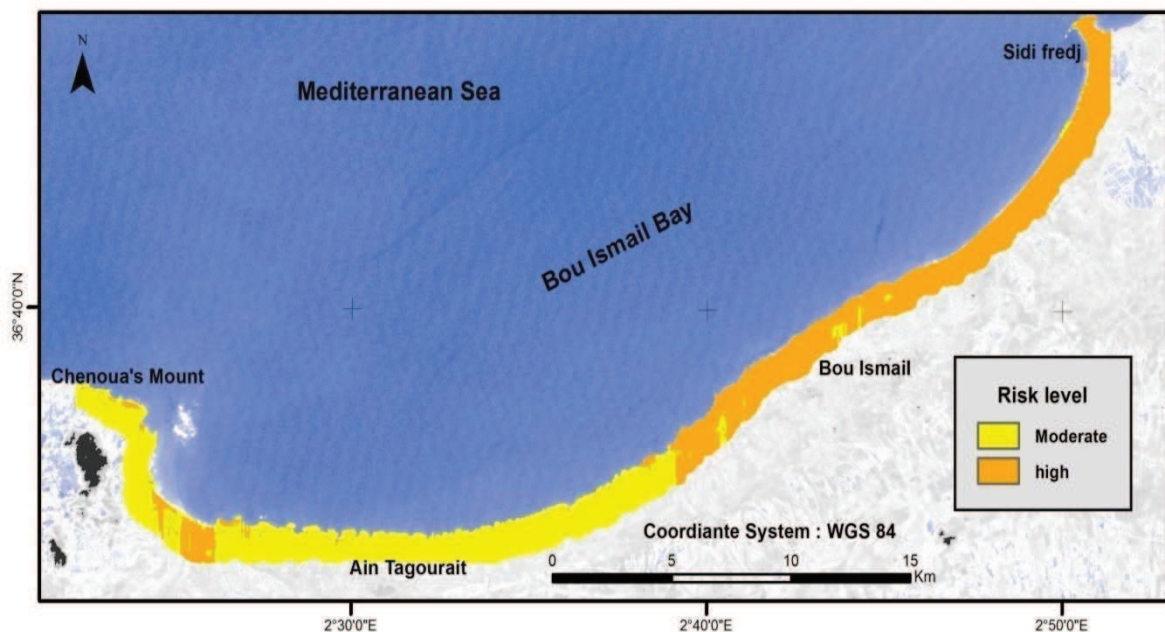 N
Sidi fredj
Mediterranean Sea
Bou Ismail Bay
36°40'0"N
Chenoua's Mount
Bou Ismail
Risk level
Moderate
high
Coordiante System : WGS 84
Ain Tagourait
0 5 10 15
Km
2°30'0"E 2°40'0"E 2°50'0"E